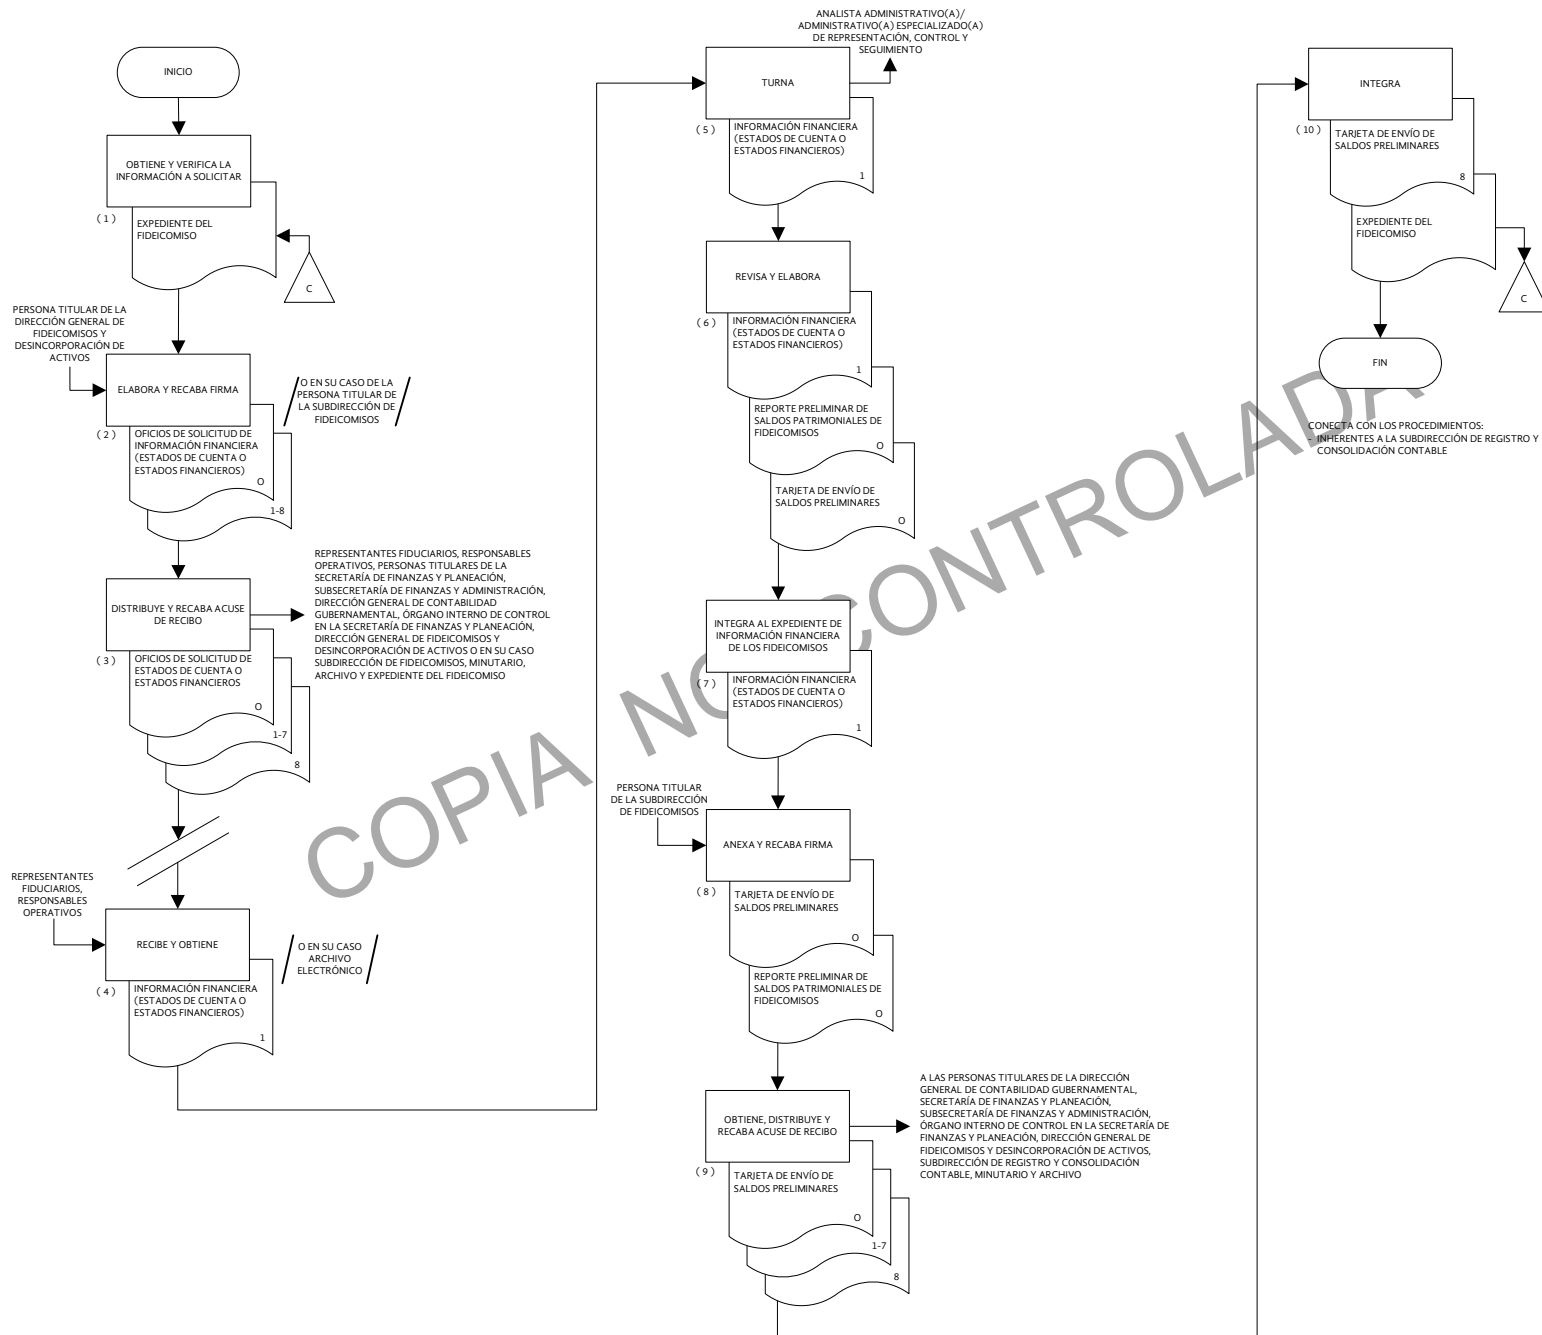 INICIO
OBTIENE Y VERIFICA LA
INFORMACIÓN A SOLICITAR
( 1 )
EXPEDIENTE DEL
FIDEICOMISO
C
PERSONA TITULAR DE LA
DIRECCIÓN GENERAL DE
FIDEICOMISOS Y
DESINCORPORACIÓN DE
ACTIVOS
ELABORA Y RECABA FIRMA
O EN SU CASO DE LA
PERSONA TITULAR DE
LA SUBDIRECCIÓN DE
FIDEICOMISOS
( 2 )
OFICIOS DE SOLICITUD DE
INFORMACIÓN FINANCIERA
(ESTADOS DE CUENTA O
ESTADOS FINANCIEROS)
O
1-8
DISTRIBUYE Y RECABA ACUSE
DE RECIBO
REPRESENTANTES FIDUCIARIOS, RESPONSABLES
OPERATIVOS, PERSONAS TITULARES DE LA
SECRETARÍA DE FINANZAS Y PLANEACIÓN,
SUBSECRETARÍA DE FINANZAS Y ADMINISTRACIÓN,
DIRECCIÓN GENERAL DE CONTABILIDAD
GUBERNAMENTAL, ÓRGANO INTERNO DE CONTROL
EN LA SECRETARÍA DE FINANZAS Y PLANEACIÓN,
DIRECCIÓN GENERAL DE FIDEICOMISOS Y
DESINCORPORACIÓN DE ACTIVOS O EN SU CASO
SUBDIRECCIÓN DE FIDEICOMISOS, MINUTARIO,
ARCHIVO Y EXPEDIENTE DEL FIDEICOMISO
( 3 )
OFICIOS DE SOLICITUD DE
ESTADOS DE CUENTA O
ESTADOS FINANCIEROS
O
1-7
8
REPRESENTANTES
FIDUCIARIOS,
RESPONSABLES
OPERATIVOS
RECIBE Y OBTIENE
O EN SU CASO
ARCHIVO
ELECTRÓNICO
( 4 )
INFORMACIÓN FINANCIERA
(ESTADOS DE CUENTA O
ESTADOS FINANCIEROS)
1
ANALISTA ADMINISTRATIVO(A)/
ADMINISTRATIVO(A) ESPECIALIZADO(A)
DE REPRESENTACIÓN, CONTROL Y
SEGUIMIENTO
TURNA
( 5 )
INFORMACIÓN FINANCIERA
(ESTADOS DE CUENTA O
ESTADOS FINANCIEROS)
1
REVISA Y ELABORA
( 6 )
INFORMACIÓN FINANCIERA
(ESTADOS DE CUENTA O
ESTADOS FINANCIEROS)
1
REPORTE PRELIMINAR DE
SALDOS PATRIMONIALES DE
FIDEICOMISOS
O
TARJETA DE ENVÍO DE
SALDOS PRELIMINARES
O
INTEGRA AL EXPEDIENTE DE
INFORMACIÓN FINANCIERA
DE LOS FIDEICOMISOS
( 7 )
INFORMACIÓN FINANCIERA
(ESTADOS DE CUENTA O
ESTADOS FINANCIEROS)
1
PERSONA TITULAR
DE LA SUBDIRECCIÓN
DE FIDEICOMISOS
ANEXA Y RECABA FIRMA
( 8 )
TARJETA DE ENVÍO DE
SALDOS PRELIMINARES
O
REPORTE PRELIMINAR DE
SALDOS PATRIMONIALES DE
FIDEICOMISOS
O
OBTIENE, DISTRIBUYE Y
RECABA ACUSE DE RECIBO
A LAS PERSONAS TITULARES DE LA DIRECCIÓN
GENERAL DE CONTABILIDAD GUBERNAMENTAL,
SECRETARÍA DE FINANZAS Y PLANEACIÓN,
SUBSECRETARÍA DE FINANZAS Y ADMINISTRACIÓN,
ÓRGANO INTERNO DE CONTROL EN LA SECRETARÍA DE
FINANZAS Y PLANEACIÓN, DIRECCIÓN GENERAL DE
FIDEICOMISOS Y DESINCORPORACIÓN DE ACTIVOS,
SUBDIRECCIÓN DE REGISTRO Y CONSOLIDACIÓN
CONTABLE, MINUTARIO Y ARCHIVO
( 9 )
TARJETA DE ENVÍO DE
SALDOS PRELIMINARES
O
1-7
8
INTEGRA
( 10 )
TARJETA DE ENVÍO DE
SALDOS PRELIMINARES
8
EXPEDIENTE DEL
FIDEICOMISO
C
FIN
CONECTA CON LOS PROCEDIMIENTOS:
- INHERENTES A LA SUBDIRECCIÓN DE REGISTRO Y
CONSOLIDACIÓN CONTABLE
COPIA NO CONTROLADA